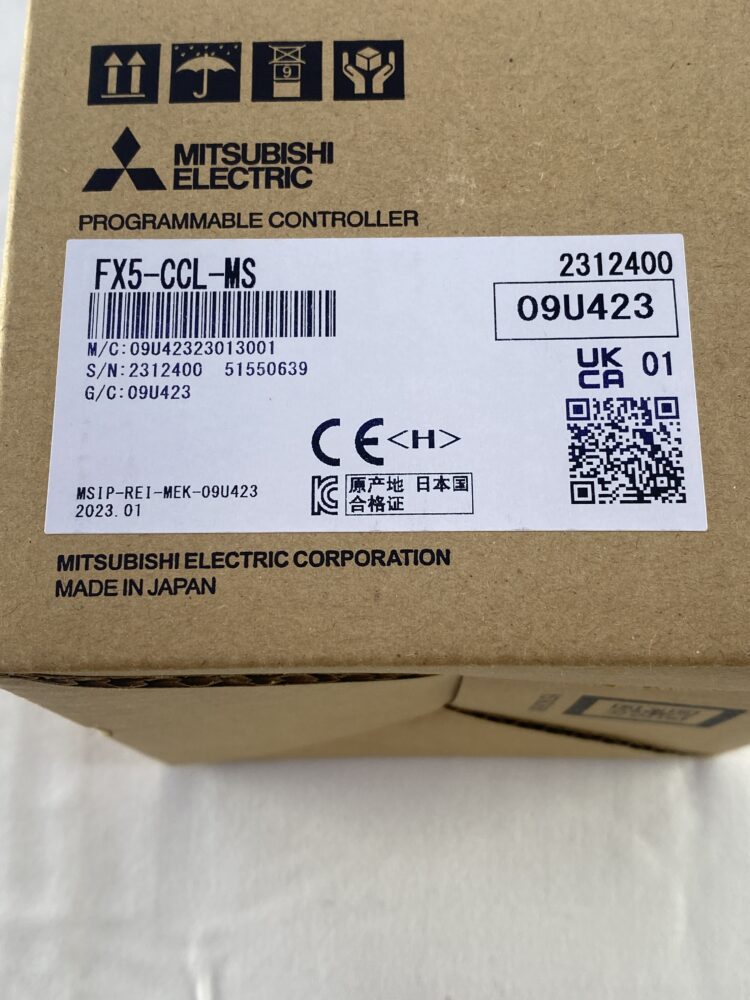 9
MITSUBISHI
ELECTRIC
PROGRAMMABLE CONTROLLER
FX5-CCL-MS
2312400
09U423
M/C:09U42323013001
S/N:2312400 51550639
G/C:09U423
UK
CA
01
CE <H>
MSIP-REI-MEK-09U423
2023.01
原产地 日本国
合格证
MITSUBISHI ELECTRIC CORPORATION
MADE IN JAPAN